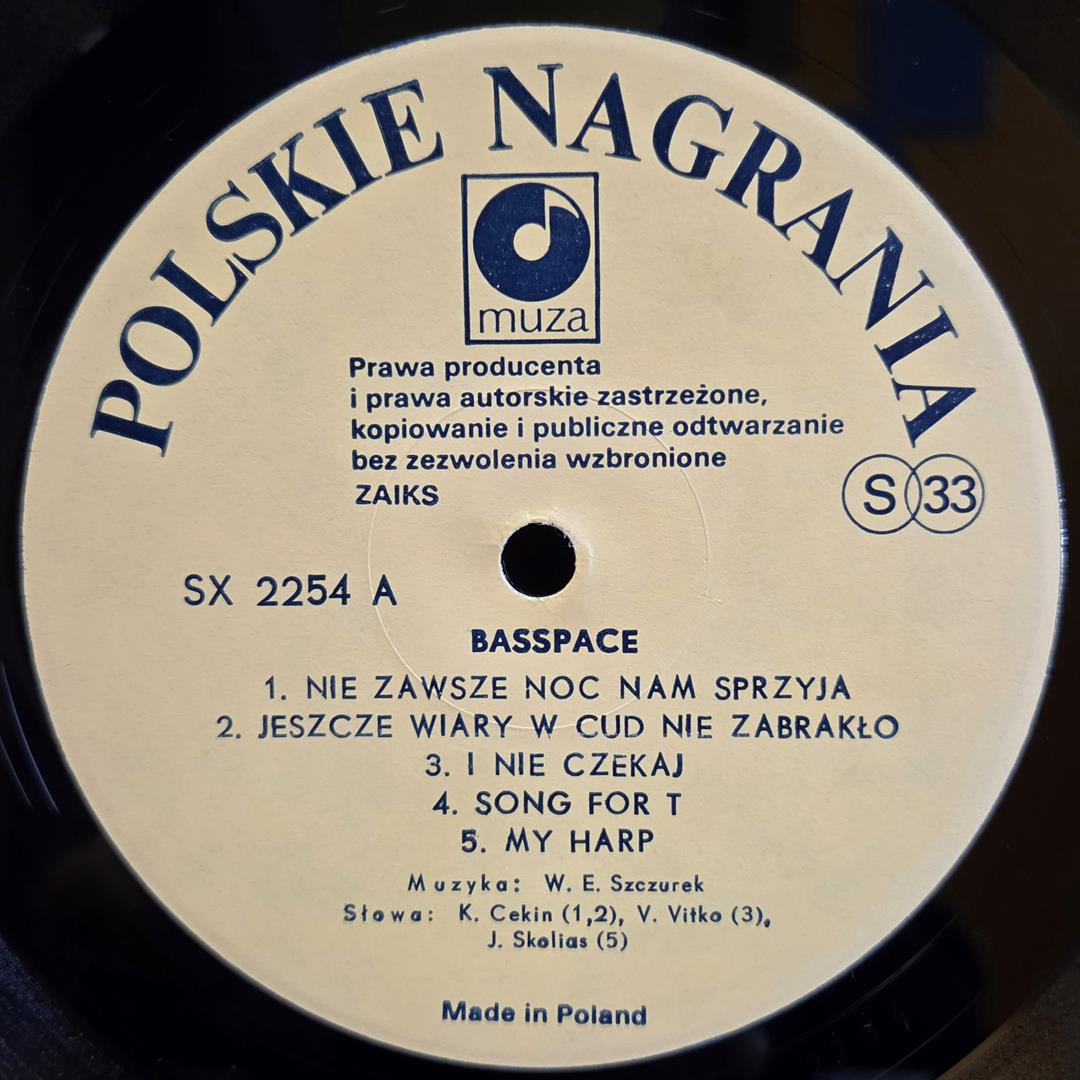 POLSKIE NAGRANIA
muza
Prawa producenta
i prawa autorskie zastrzeżone,
kopiowanie i publiczne odtwarzanie
bez zezwolenia wzbronione
ZAIKS
S 33
SX 2254 A
BASSPACE
1. NIE ZAWSZE NOC NAM SPRZYJA
2. JESZCZE WIARY W CUD NIE ZABRAKŁO
3. I NIE CZEKAJ
4. SONG FOR T
5. MY HARP
Muzyka: W. E. Szczurek
Słowa: K. Cekin (1,2), V. Vitko (3),
J. Skolias (5)
Made in Poland